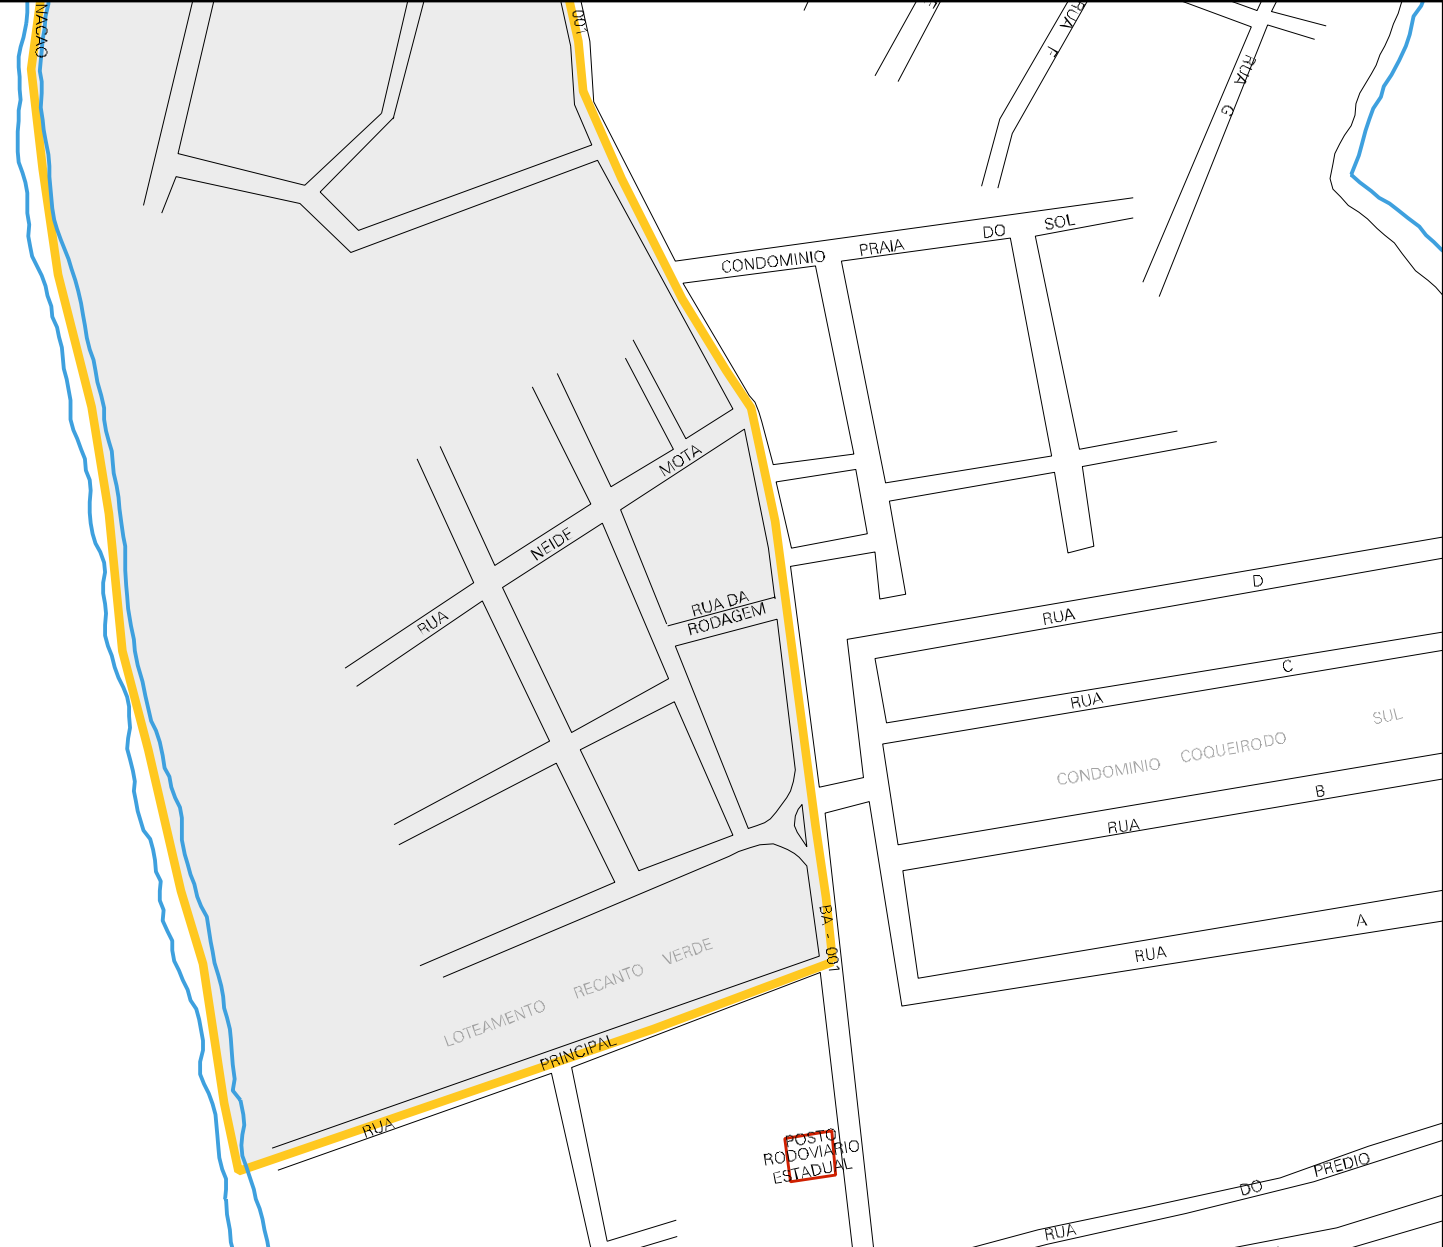 NACAO
001
RUA F
RUA G
CONDOMINIO PRAIA DO SOL
RUA NEIDE MOTA
RUA DA
RODAGEM
RUA D
RUA C
CONDOMINIO COQUEIRODO SUL
RUA B
RUA A
BA - 001
LOTEAMENTO RECANTO VERDE
RUA PRINCIPAL
POSTO
RODOVIARIO
ESTADUAL
RUA DO PREDIO